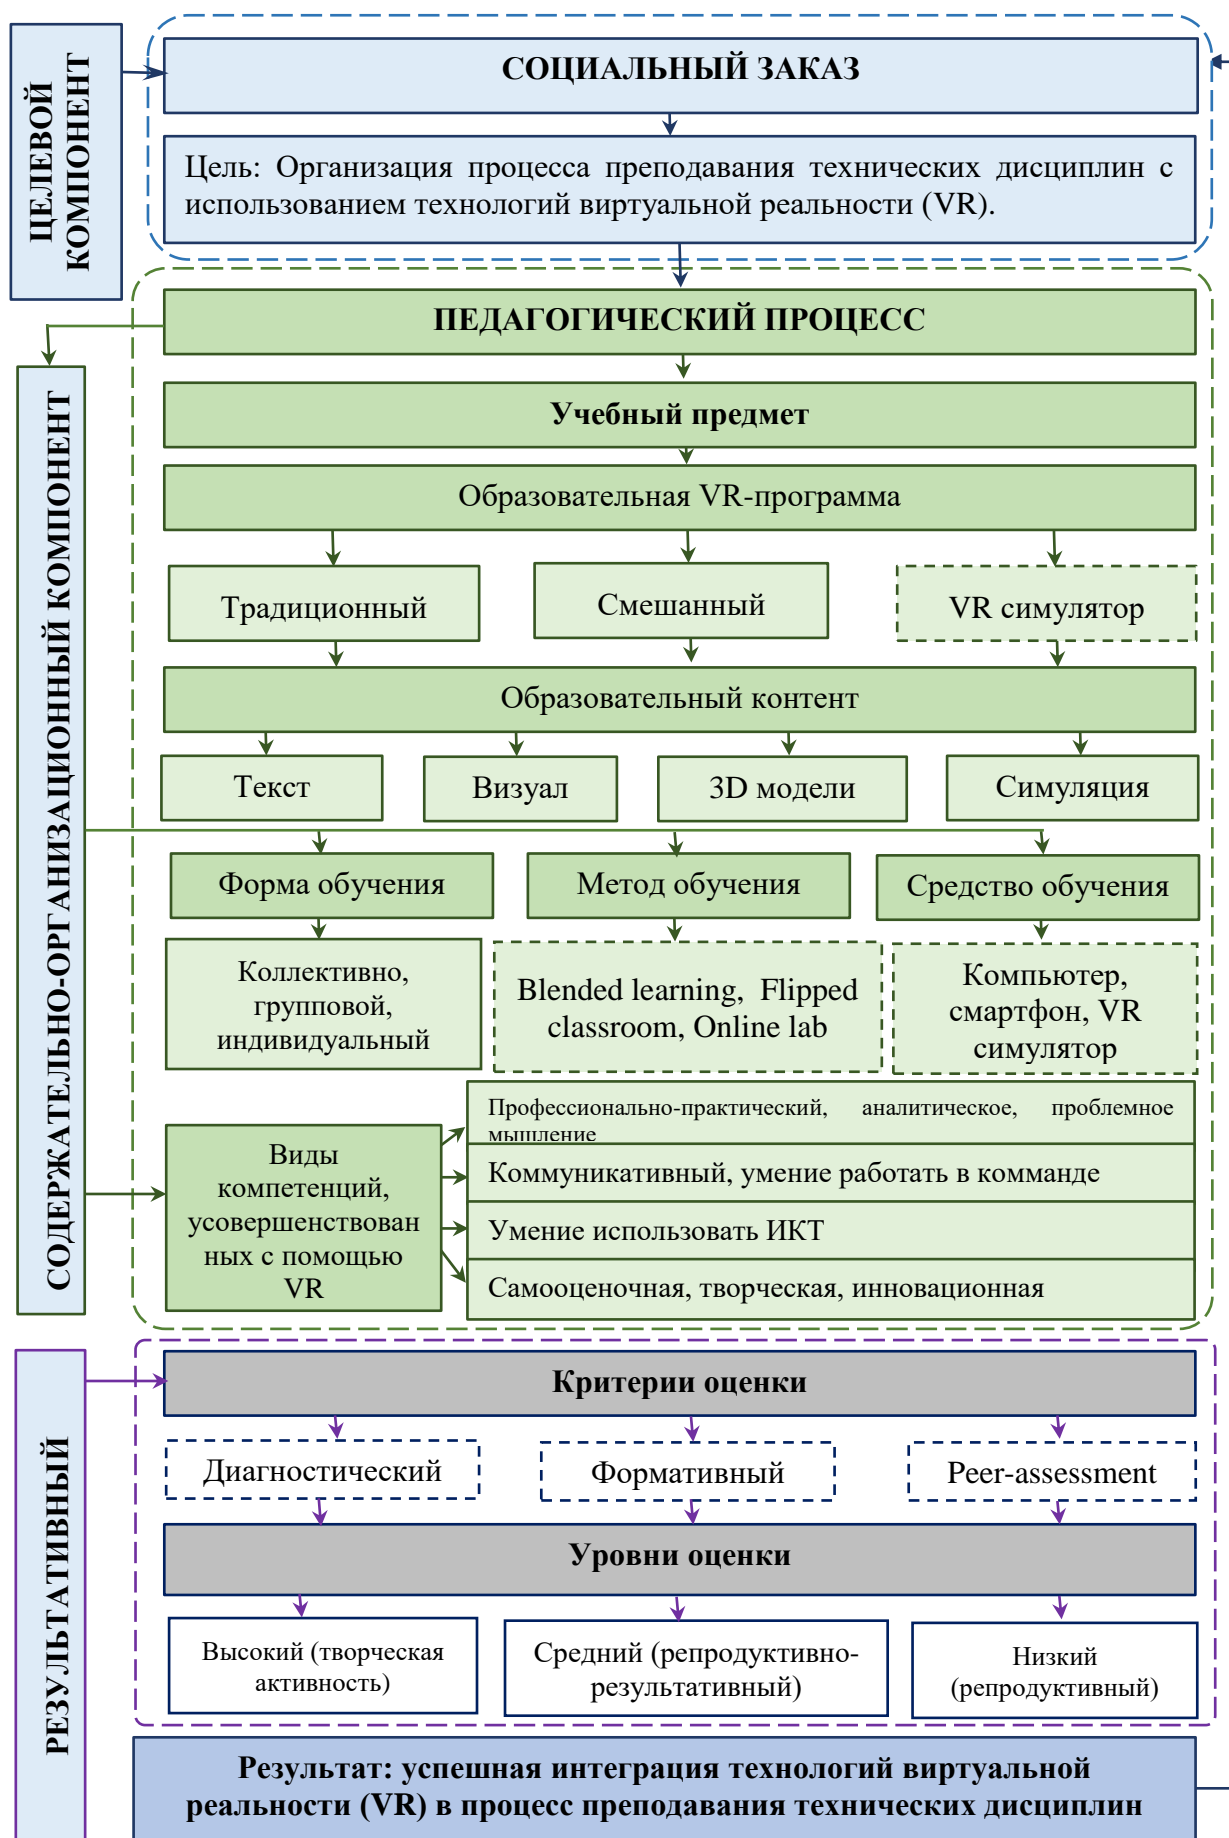 ЦЕЛЕВОЙ
КОМПОНЕНТ
СОЦИАЛЬНЫЙ ЗАКАЗ
Цель: Организация процесса преподавания технических дисциплин с
использованием технологий виртуальной реальности (VR).
СОДЕРЖАТЕЛЬНО-ОРГАНИЗАЦИОННЫЙ КОМПОНЕНТ
ПЕДАГОГИЧЕСКИЙ ПРОЦЕСС
Учебный предмет
Образовательная VR-программа
Традиционный
Смешанный
VR симулятор
Образовательный контент
Текст
Визуал
3D модели
Симуляция
Форма обучения
Метод обучения
Средство обучения
Коллективно,
групповой,
индивидуальный
Blended learning, Flipped
classroom, Online lab
Компьютер,
смартфон, VR
симулятор
Виды
компетенций,
усовершенствован
ных с помощью
VR
Профессионально-практический, аналитическое, проблемное
мышление
Коммуникативный, умение работать в комманде
Умение использовать ИКТ
Самооценочная, творческая, инновационная
РЕЗУЛЬТАТИВНЫЙ
Критерии оценки
Диагностический
Формативный
Peer-assessment
Уровни оценки
Высокий (творческая
активность)
Средний (репродуктивно-
результативный)
Низкий
(репродуктивный)
Результат: успешная интеграция технологий виртуальной
реальности (VR) в процесс преподавания технических дисциплин